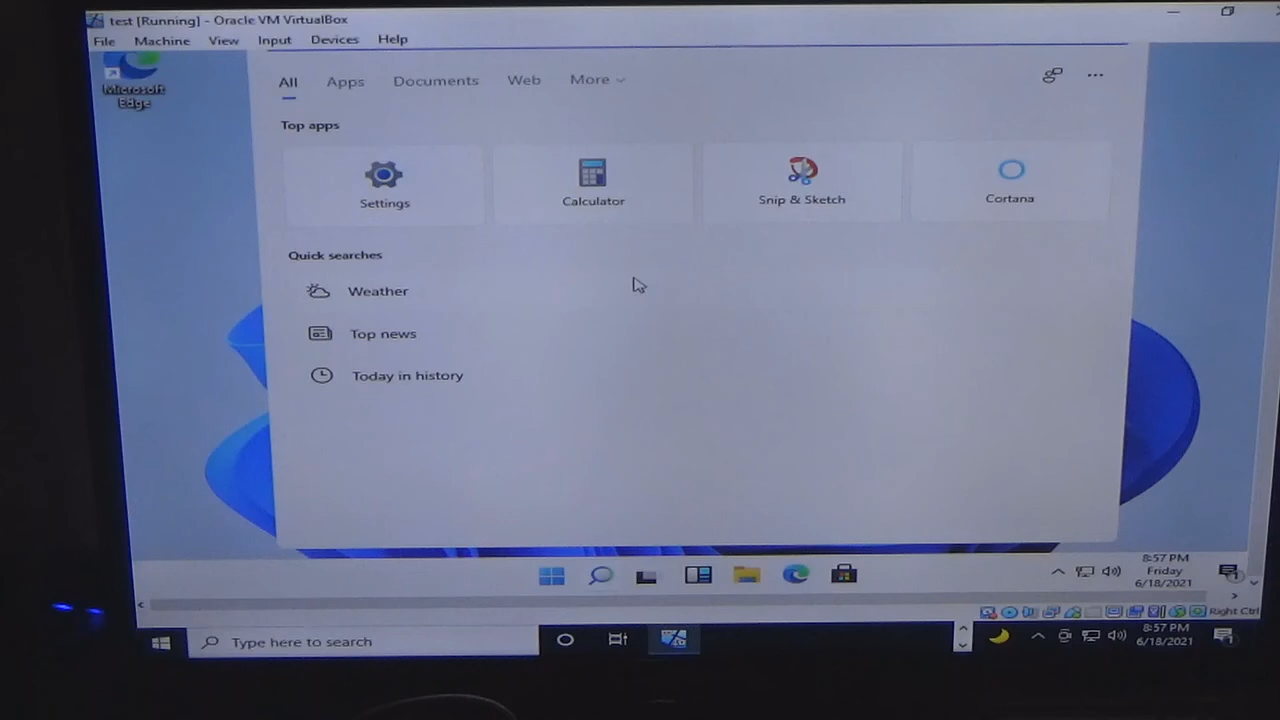 test [Running] - Oracle VM VirtualBox
File Machine View Input Devices Help
Microsoft
Edge
All Apps Documents Web More
Top apps
Settings Calculator Snip & Sketch Cortana
Quick searches
Weather
Top news
Today in history
8:57 PM
Friday
6/18/2021
Right Ctrl
Type here to search
8:57 PM
6/18/2021